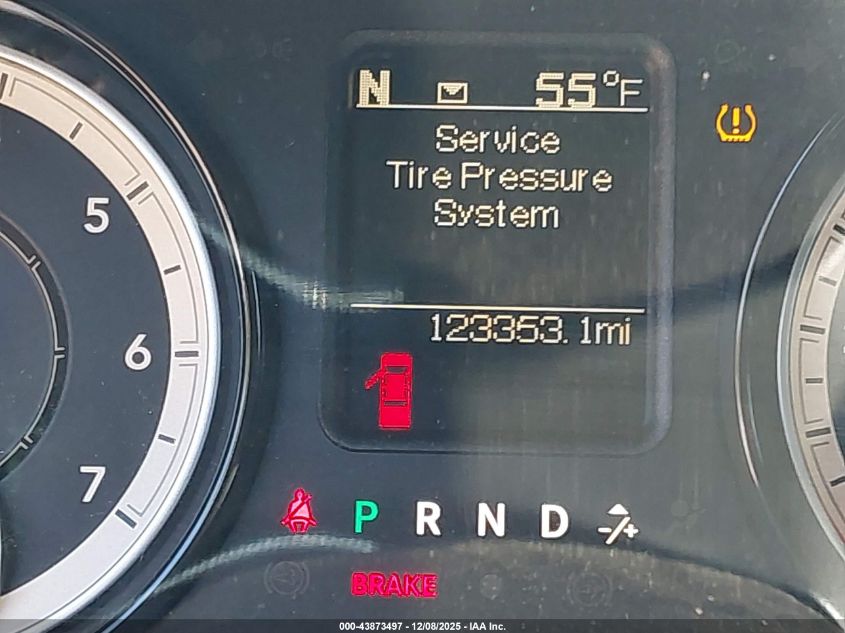 N 55°F
Service
Tire Pressure
System
123353.1mi
5
6
7
P R N D -/+
BRAKE
000-43873497 - 12/08/2025 - IAA Inc.